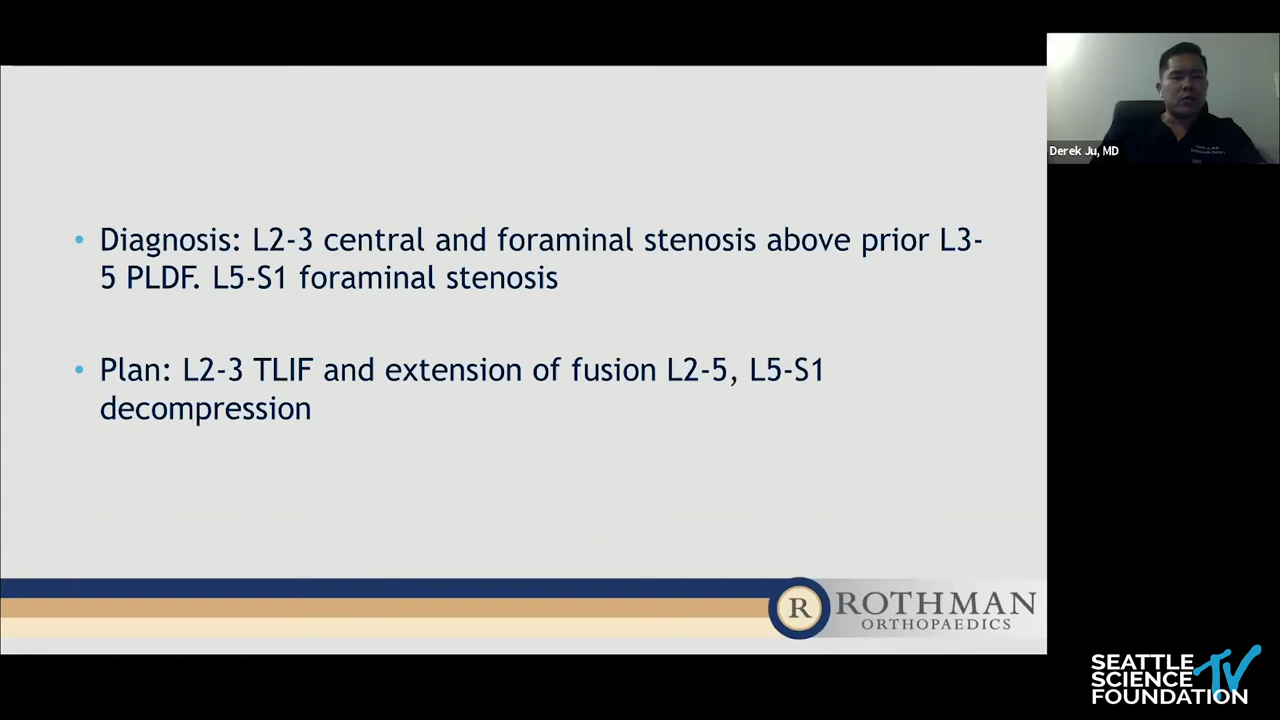 Derek Ju, MD
• Diagnosis: L2-3 central and foraminal stenosis above prior L3-
5 PLDF. L5-S1 foraminal stenosis
• Plan: L2-3 TLIF and extension of fusion L2-5, L5-S1
decompression
R ROTHMAN
ORTHOPAEDICS
SEATTLE
SCIENCE
FOUNDATION
TV